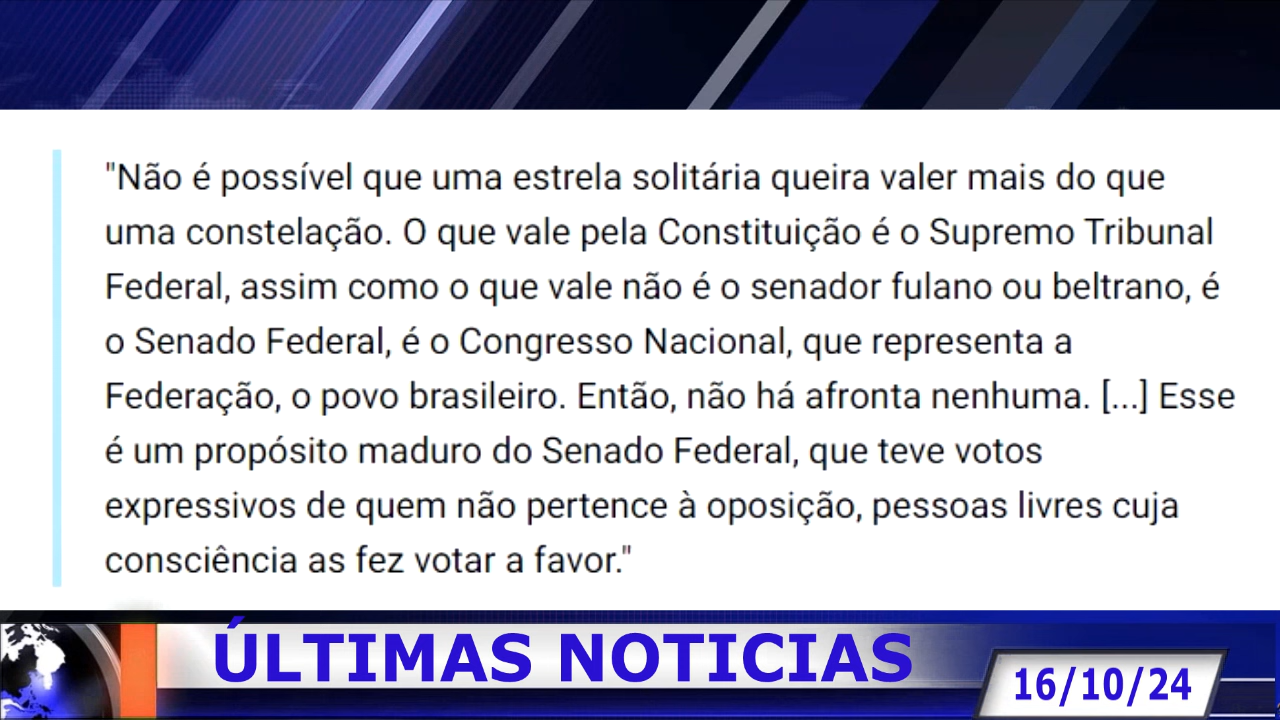 "Não é possível que uma estrela solitária queira valer mais do que
uma constelação. O que vale pela Constituição é o Supremo Tribunal
Federal, assim como o que vale não é o senador fulano ou beltrano, é
o Senado Federal, é o Congresso Nacional, que representa a
Federação, o povo brasileiro. Então, não há afronta nenhuma. [...] Esse
é um propósito maduro do Senado Federal, que teve votos
expressivos de quem não pertence à oposição, pessoas livres cuja
consciência as fez votar a favor."
ÚLTIMAS NOTICIAS
16/10/24